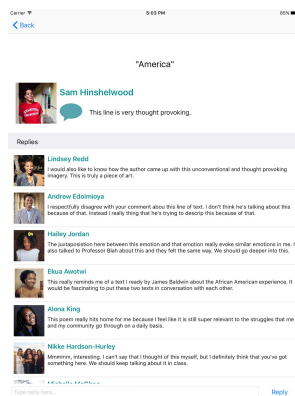 Carrier
5:03 PM
85%
Back
"America"
Sam Hinshelwood
This line is very thought provoking.
Replies
Lindsey Redd
I would also like to know how the author came up with this unconventional and thought provoking
imagery. This is truly a piece of art.
Andrew Edoimioya
I respectfully disagree with your comment abou this line of text. I don't think he's talking about this
because of that. Instead I really thing that he's trying to descrip this because of that.
Hailey Jordan
The juxtaposistion here between this emotion and that emotion really evoke similar emotions in me. I
also talked to Professor Blah about this and they felt the same way. We should go deeper into this.
Ekua Awotwi
This really reminds me of a text I ready by James Baldwin about the African American experience. It
would be fascinating to put these two texts in conversation with each other.
Alona King
This poem really hits home for me because I feel like it is still super relevant to the struggles that me
and my community go through on a daily basis.
Nikke Hardson-Hurley
Mmmmm, interesting. I can't say that I thought of this myself, but I definitely think that you've got
something here. We should keep talking about it in class.
Type reply here...
Reply